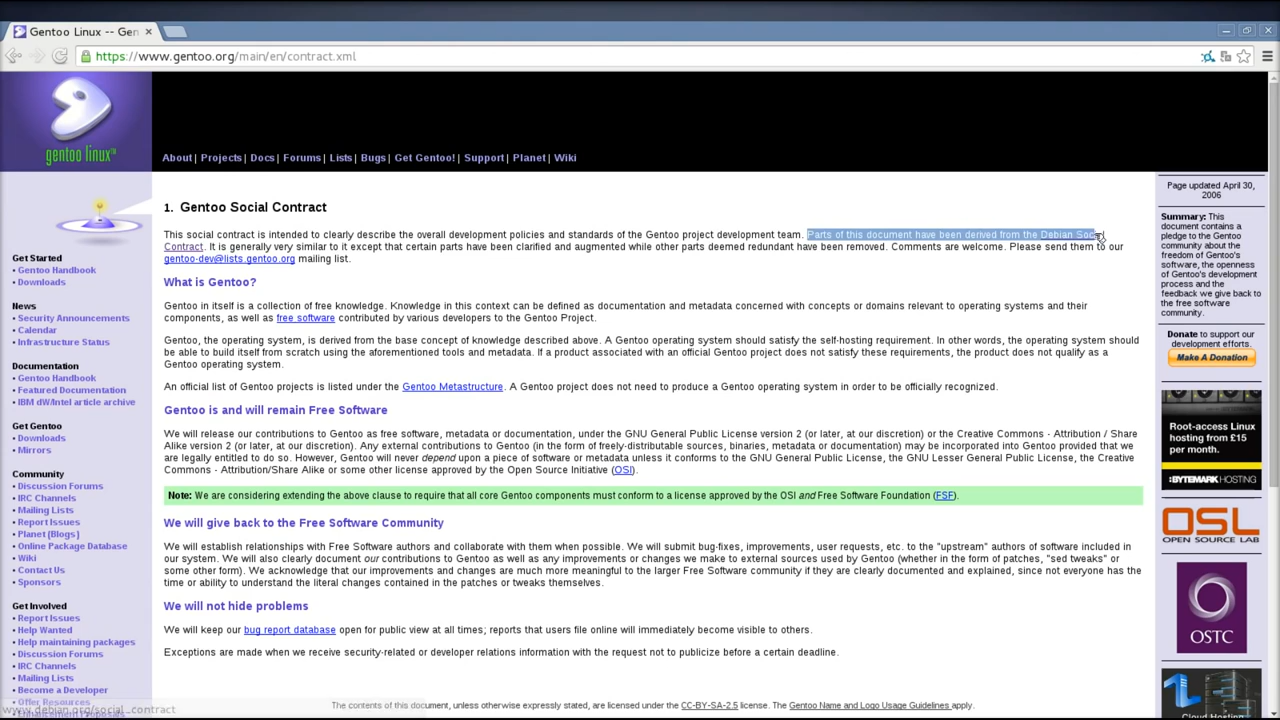 Gentoo Linux -- Gen
https://www.gentoo.org/main/en/contract.xml
gentoo linux™
About | Projects | Docs | Forums | Lists | Bugs | Get Gentoo! | Support | Planet | Wiki
Get Started
• Gentoo Handbook
• Downloads
News
• Security Announcements
• Calendar
• Infrastructure Status
Documentation
• Gentoo Handbook
• Featured Documentation
• IBM dW/Intel article archive
Get Gentoo
• Downloads
• Mirrors
Community
• Discussion Forums
• IRC Channels
• Mailing Lists
• Report Issues
• Planet (Blogs)
• Online Package Database
• Wiki
• Contact Us
• Sponsors
Get Involved
• Report Issues
• Help Wanted
• Help maintaining packages
• Discussion Forums
• IRC Channels
• Mailing Lists
• Become a Developer
• Offer Resources
www.debian.org/social_contract
• Enhancement Proposals
1. Gentoo Social Contract
This social contract is intended to clearly describe the overall development policies and standards of the Gentoo project development team. Parts of this document have been derived from the Debian Social
Contract. It is generally very similar to it except that certain parts have been clarified and augmented while other parts deemed redundant have been removed. Comments are welcome. Please send them to our
gentoo-dev@lists.gentoo.org mailing list.
What is Gentoo?
Gentoo in itself is a collection of free knowledge. Knowledge in this context can be defined as documentation and metadata concerned with concepts or domains relevant to operating systems and their
components, as well as free software contributed by various developers to the Gentoo Project.
Gentoo, the operating system, is derived from the base concept of knowledge described above. A Gentoo operating system should satisfy the self-hosting requirement. In other words, the operating system should
be able to build itself from scratch using the aforementioned tools and metadata. If a product associated with an official Gentoo project does not satisfy these requirements, the product does not qualify as a
Gentoo operating system.
An official list of Gentoo projects is listed under the Gentoo Metastructure. A Gentoo project does not need to produce a Gentoo operating system in order to be officially recognized.
Gentoo is and will remain Free Software
We will release our contributions to Gentoo as free software, metadata or documentation, under the GNU General Public License version 2 (or later, at our discretion) or the Creative Commons - Attribution / Share
Alike version 2 (or later, at our discretion). Any external contributions to Gentoo (in the form of freely-distributable sources, binaries, metadata or documentation) may be incorporated into Gentoo provided that we
are legally entitled to do so. However, Gentoo will never depend upon a piece of software or metadata unless it conforms to the GNU General Public License, the GNU Lesser General Public License, the Creative
Commons - Attribution/Share Alike or some other license approved by the Open Source Initiative (OSI).
Note: We are considering extending the above clause to require that all core Gentoo components must conform to a license approved by the OSI and Free Software Foundation (FSF).
We will give back to the Free Software Community
We will establish relationships with Free Software authors and collaborate with them when possible. We will submit bug-fixes, improvements, user requests, etc. to the "upstream" authors of software included in
our system. We will also clearly document our contributions to Gentoo as well as any improvements or changes we make to external sources used by Gentoo (whether in the form of patches, "sed tweaks" or
some other form). We acknowledge that our improvements and changes are much more meaningful to the larger Free Software community if they are clearly documented and explained, since not everyone has the
time or ability to understand the literal changes contained in the patches or tweaks themselves.
We will not hide problems
We will keep our bug report database open for public view at all times; reports that users file online will immediately become visible to others.
Exceptions are made when we receive security-related or developer relations information with the request not to publicize before a certain deadline.
The contents of this document, unless otherwise expressly stated, are licensed under the CC-BY-SA-2.5 license. The Gentoo Name and Logo Usage Guidelines apply.
Page updated April 30,
2006
Summary: This
document contains a
pledge to the Gentoo
community about the
freedom of Gentoo's
software, the openness
of Gentoo's development
process and the
feedback we give back to
the free software
community.
Donate to support our
development efforts.
Make A Donation
Root-access Linux
hosting from £15
per month.
BYTEMARK HOSTING
OSL
OPEN SOURCE LAB
OSTC
Cloud Hosting